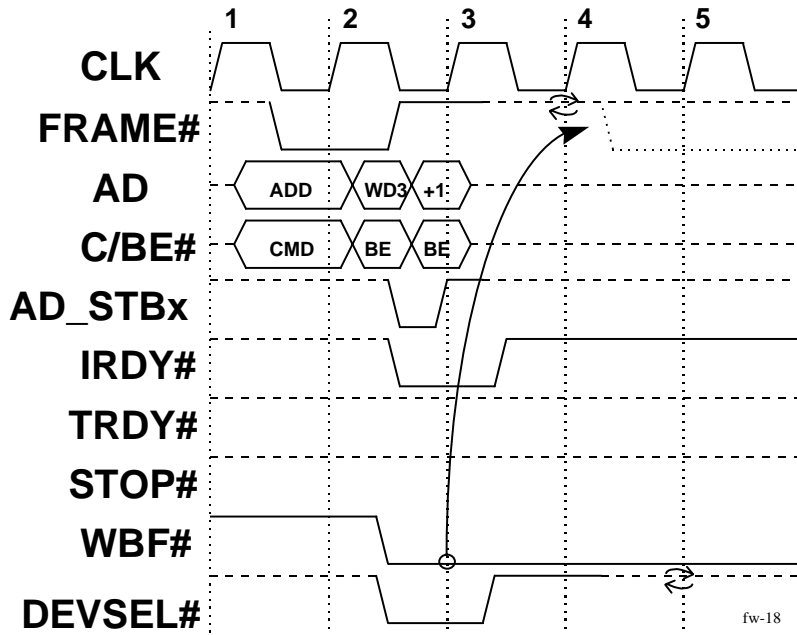 1 2 3 4 5
CLK
FRAME#
AD ADD WD3 +1
C/BE# CMD BE BE
AD_STBx
IRDY#
TRDY#
STOP#
WBF#
DEVSEL#
fw-18